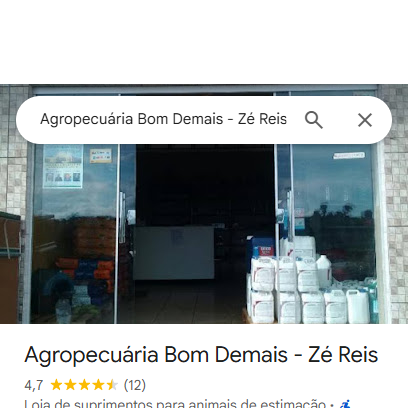 Agropecuária Bom Demais - Zé Reis
Agropecuária Bom Demais - Zé Reis
4,7 (12)
Loja de suprimentos para animais de estimação ·